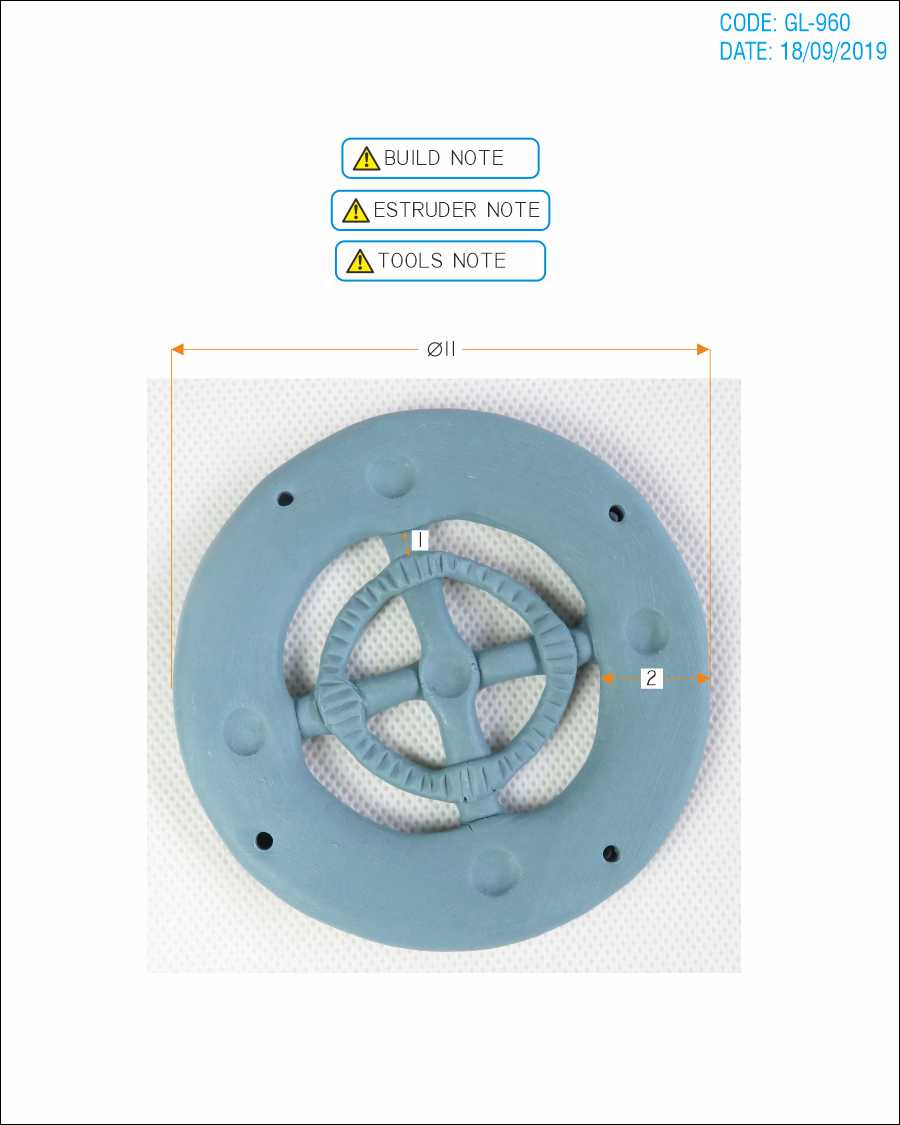 CODE: GL-960
DATE: 18/09/2019
BUILD NOTE
ESTRUDER NOTE
TOOLS NOTE
Ø11
1
2